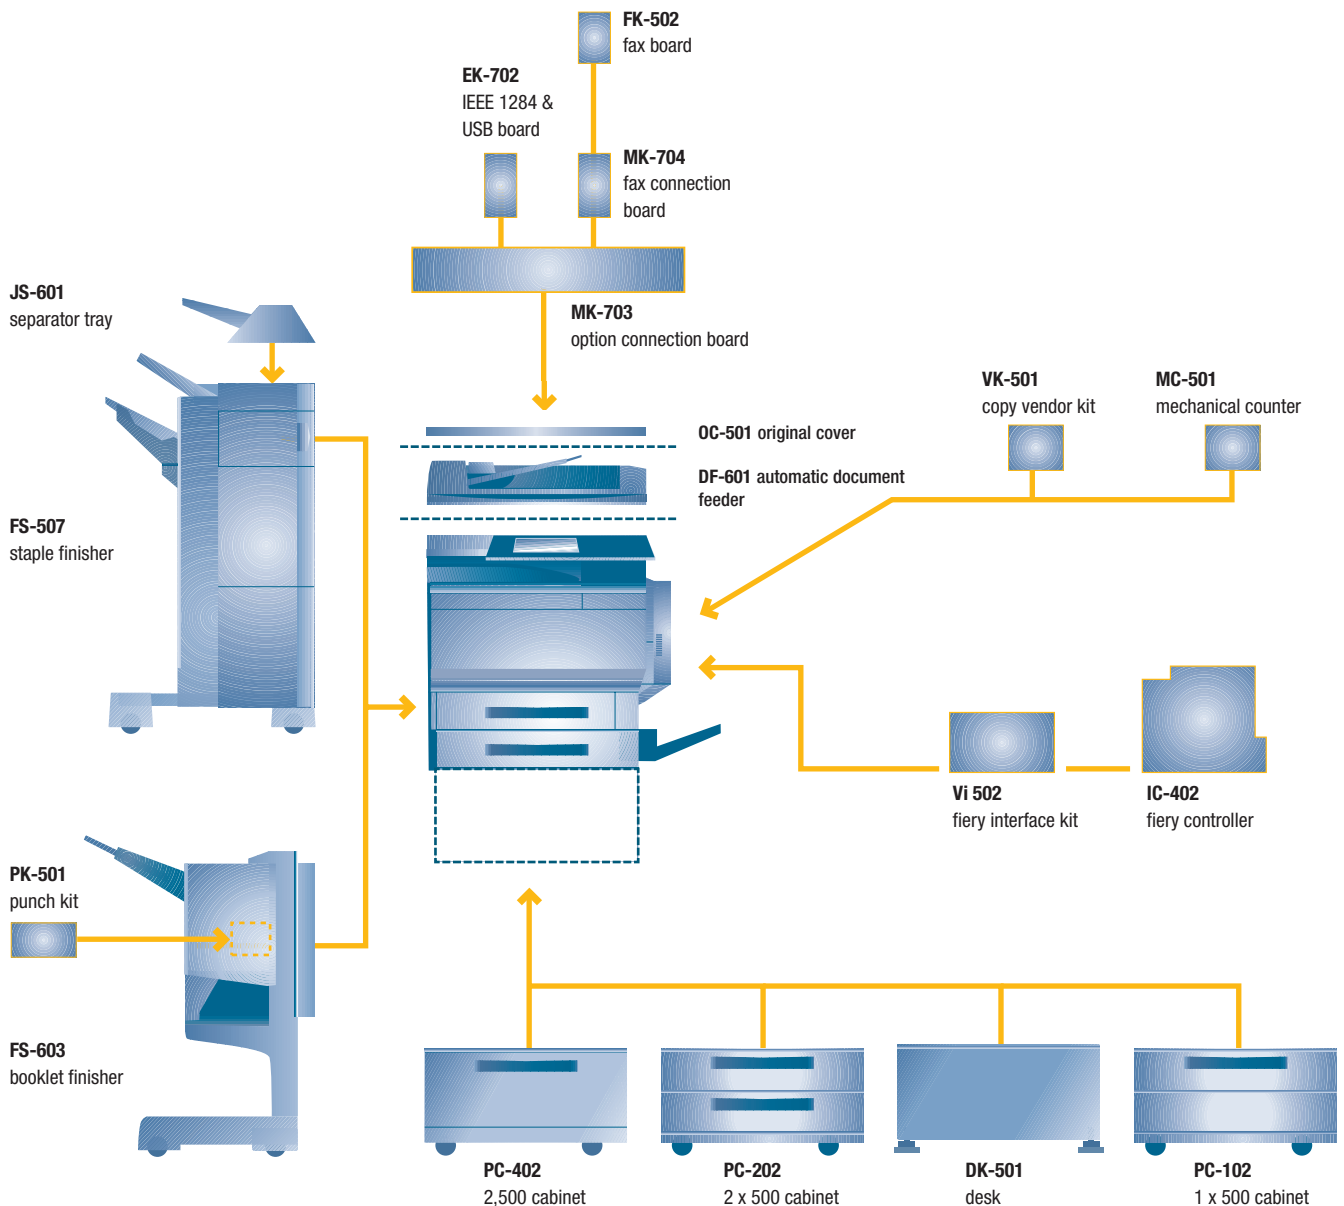 FK-502
fax board
EK-702
IEEE 1284 &
USB board
MK-704
fax connection
board
JS-601
separator tray
MK-703
option connection board
VK-501
copy vendor kit
MC-501
mechanical counter
OC-501 original cover
DF-601 automatic document
feeder
FS-507
staple finisher
Vi 502
fiery interface kit
IC-402
fiery controller
PK-501
punch kit
FS-603
booklet finisher
PC-402
2,500 cabinet
PC-202
2 x 500 cabinet
DK-501
desk
PC-102
1 x 500 cabinet